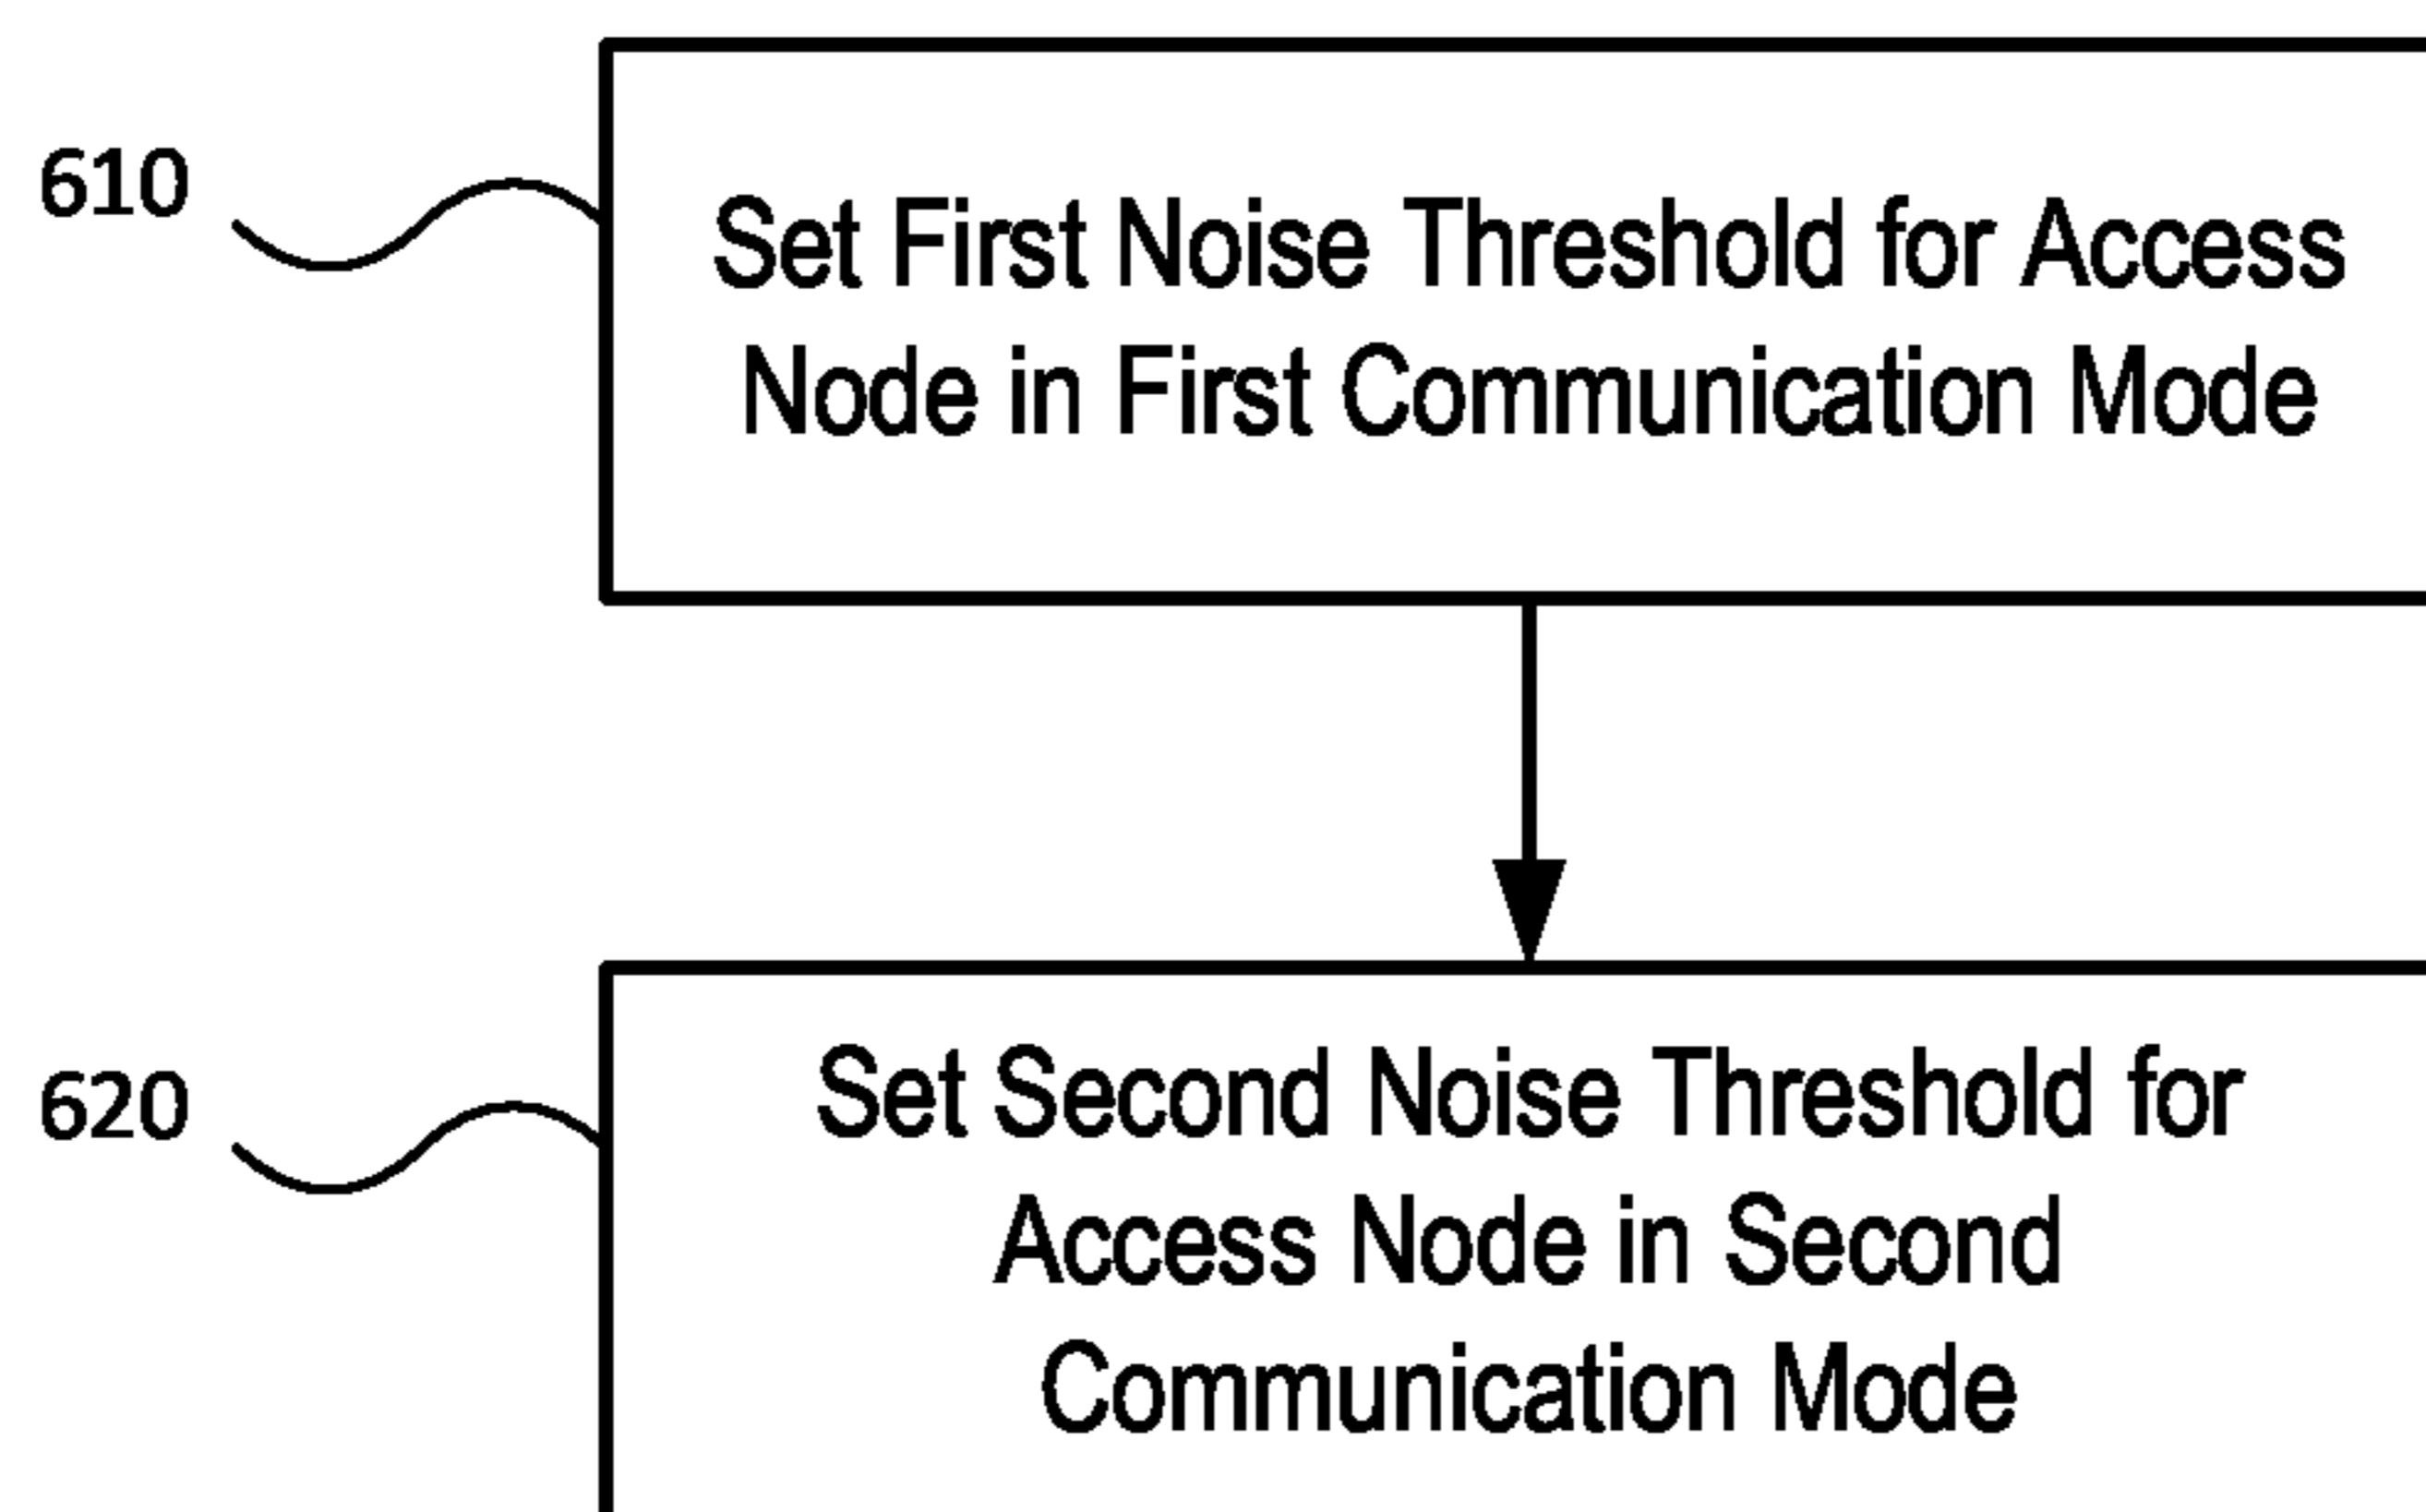 610
Set First Noise Threshold for Access
Node in First Communication Mode
620
Set Second Noise Threshold for
Access Node in Second
Communication Mode